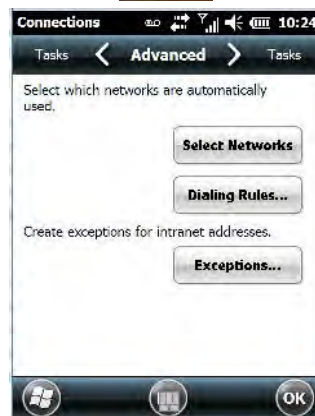 Connections 10:24
Tasks Advanced Tasks
Select which networks are automatically
used.
Select Networks
Dialing Rules...
Create exceptions for intranet addresses.
Exceptions...
OK